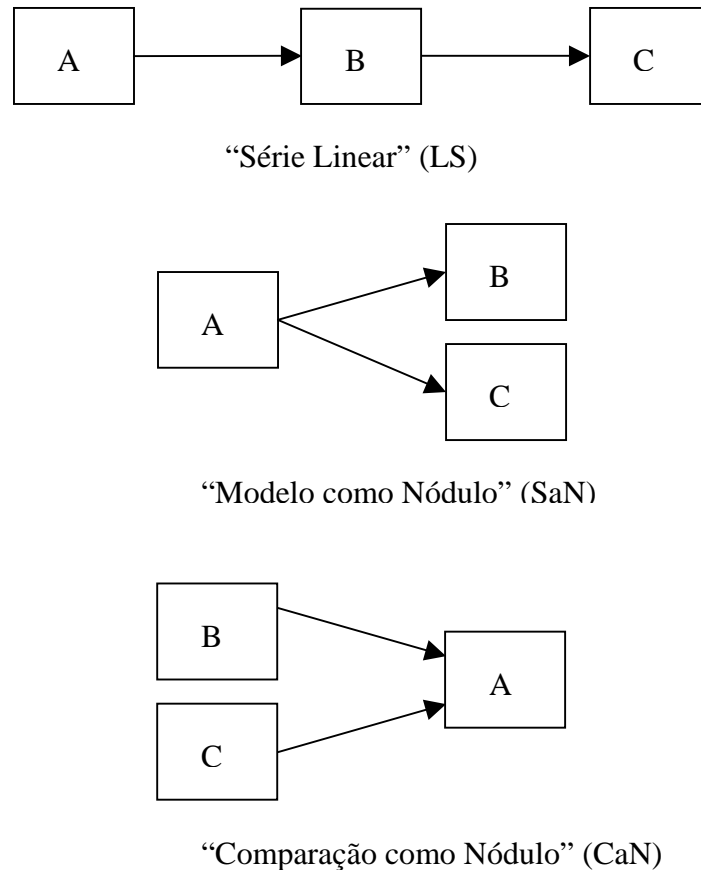 A B C
“Série Linear” (LS)
B
A
C
“Modelo como Nódulo” (SaN)
B
A
C
“Comparação como Nódulo” (CaN)